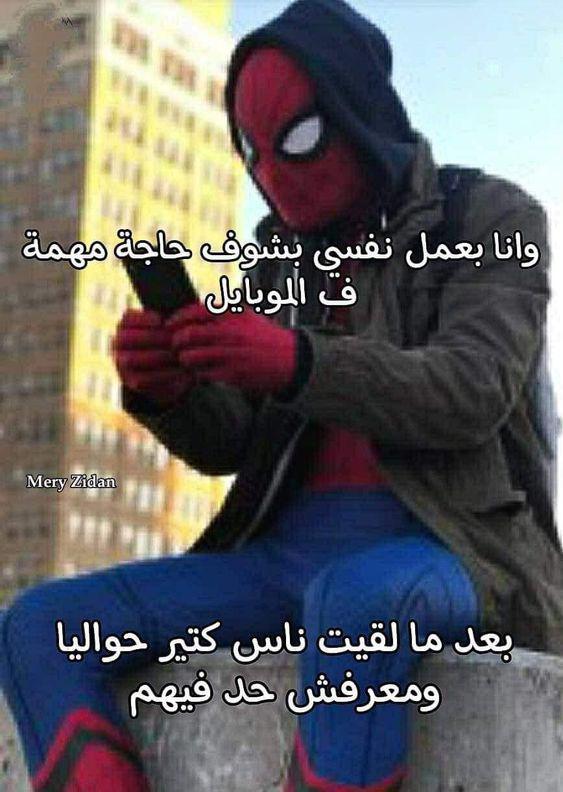 وانا بعمل نفسي بشوف حاجة مهمة
ف الموبايل
Mery Zidan
بعد ما لقيت ناس كتير حواليا
ومعرفش حد فيهم